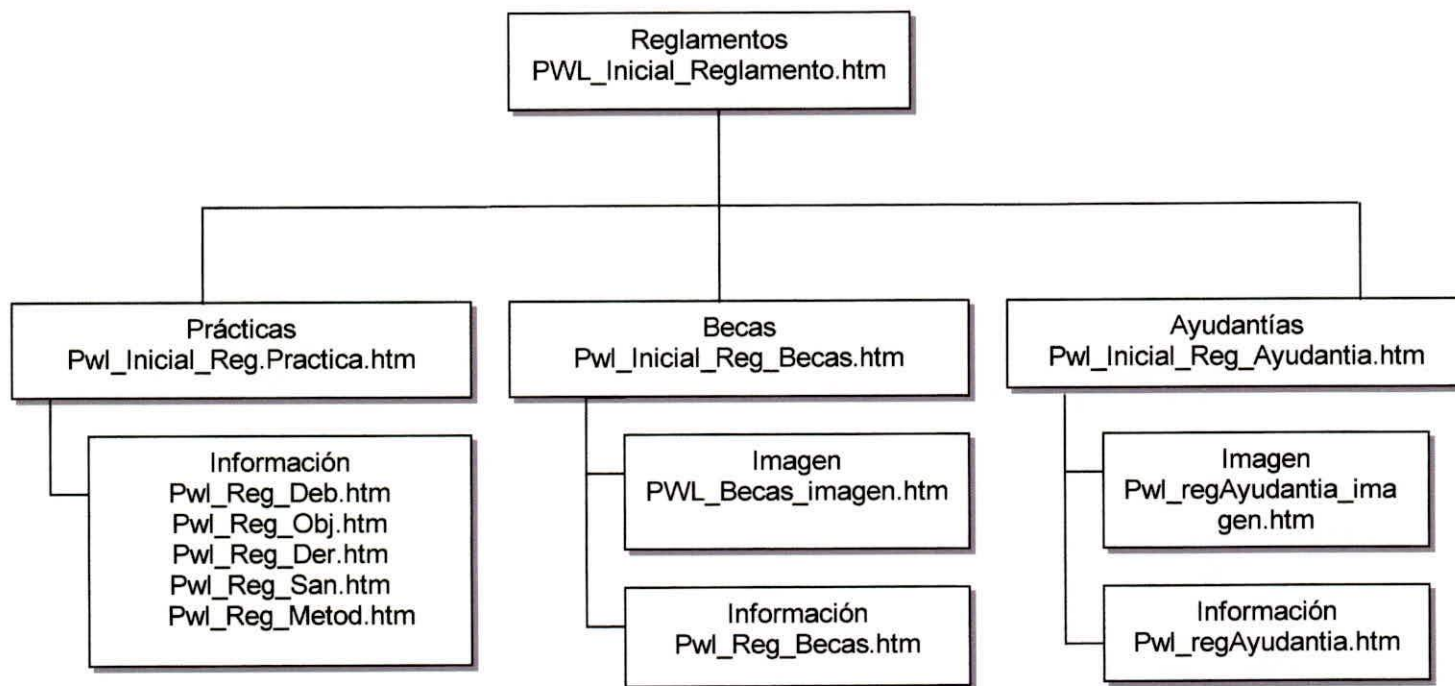 Reglamentos
PWL_Inicial_Reglamento.htm
Prácticas
Pwl_Inicial_Reg.Practica.htm
Becas
Pwl_Inicial_Reg_Becas.htm
Ayudantías
Pwl_Inicial_Reg_Ayudantia.htm
Información
Pwl_Reg_Deb.htm
Pwl_Reg_Obj.htm
Pwl_Reg_Der.htm
Pwl_Reg_San.htm
Pwl_Reg_Metod.htm
Imagen
PWL_Becas_imagen.htm
Información
Pwl_Reg_Becas.htm
Imagen
Pwl_regAyudantia_ima
gen.htm
Información
Pwl_regAyudantia.htm